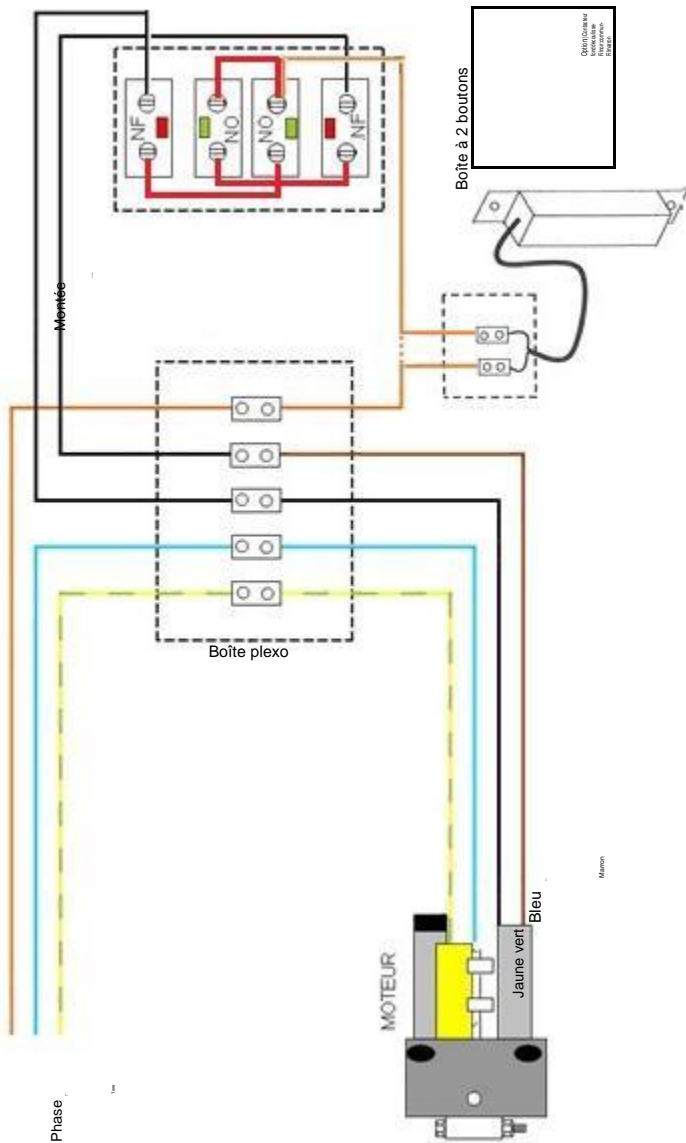 NF
NO
NO
NF
Boîte à 2 boutons
Montée
Boîte plexo
MOTEUR
Jaune vert
Bleu
Marron
Phase